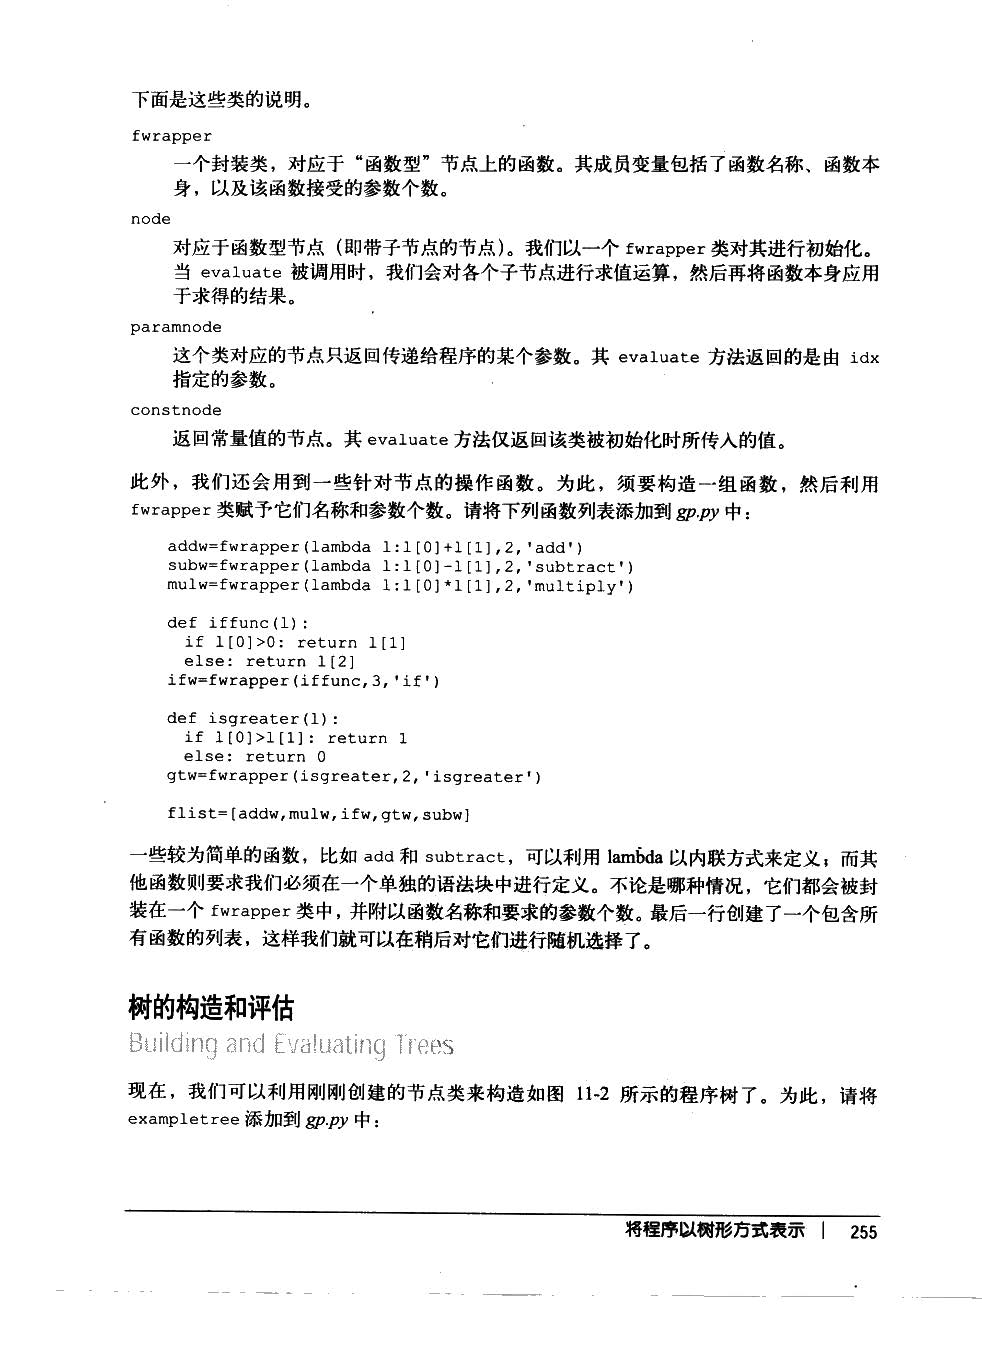 下面是这些类的说明。
fwrapper
一个封装类，对应于“函数型”节点上的函数。其成员变量包括了函数名称、函数本
身，以及该函数接受的参数个数。
node
对应于函数型节点（即带子节点的节点）。我们以一个 fwrapper 类对其进行初始化。
当 evaluate 被调用时，我们会对各个子节点进行求值运算，然后再将函数本身应用
于求得的结果。
paramnode
这个类对应的节点只返回传递给程序的某个参数。其 evaluate 方法返回的是由 idx
指定的参数。
constnode
返回常量值的节点。其 evaluate 方法仅返回该类被初始化时所传入的值。
此外，我们还会用到一些针对节点的操作函数。为此，须要构造一组函数，然后利用
fwrapper 类赋予它们名称和参数个数。请将下列函数列表添加到 gp.py 中：
addw=fwrapper(lambda l:l[0]+l[1],2,'add')
subw=fwrapper(lambda l:l[0]-l[1],2,'subtract')
mulw=fwrapper(lambda l:l[0]*l[1],2,'multiply')
def iffunc(l):
if l[0]>0: return l[1]
else: return l[2]
ifw=fwrapper(iffunc,3,'if')
def isgreater(l):
if l[0]>l[1]: return 1
else: return 0
gtw=fwrapper(isgreater,2,'isgreater')
flist=[addw,mulw,ifw,gtw,subw]
一些较为简单的函数，比如 add 和 subtract，可以利用 lambda 以内联方式来定义；而其
他函数则要求我们必须在一个单独的语法块中进行定义。不论是哪种情况，它们都会被封
装在一个 fwrapper 类中，并附以函数名称和要求的参数个数。最后一行创建了一个包含所
有函数的列表，这样我们就可以在稍后对它们进行随机选择了。
树的构造和评估
Building and Evaluating Trees
现在，我们可以利用刚刚创建的节点类来构造如图 11-2 所示的程序树了。为此，请将
exampletree 添加到 gp.py 中：
将程序以树形方式表示 | 255